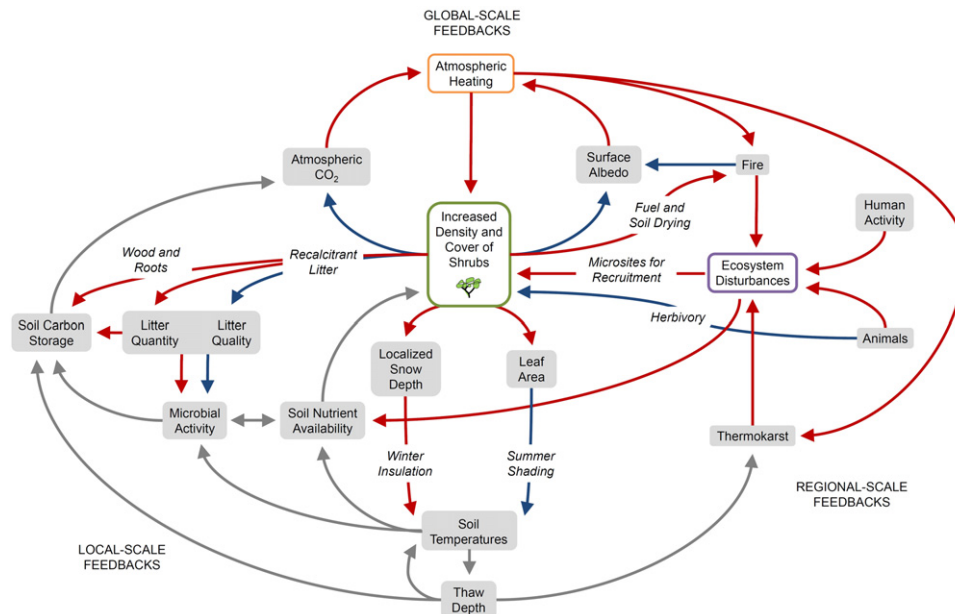 GLOBAL-SCALE
FEEDBACKS
Atmospheric
Heating
Atmospheric
CO₂
Surface
Albedo
Fire
Human
Activity
Increased
Density and
Cover of
Shrubs
Fuel and
Soil Drying
Wood and
Roots
Recalcitrant
Litter
Microsites for
Recruitment
Ecosystem
Disturbances
Herbivory
Animals
Soil Carbon
Storage
Litter
Quantity
Litter
Quality
Localized
Snow
Depth
Leaf
Area
Microbial
Activity
Soil Nutrient
Availability
Thermokarst
Winter
Insulation
Summer
Shading
REGIONAL-SCALE
FEEDBACKS
Soil
Temperatures
LOCAL-SCALE
FEEDBACKS
Thaw
Depth